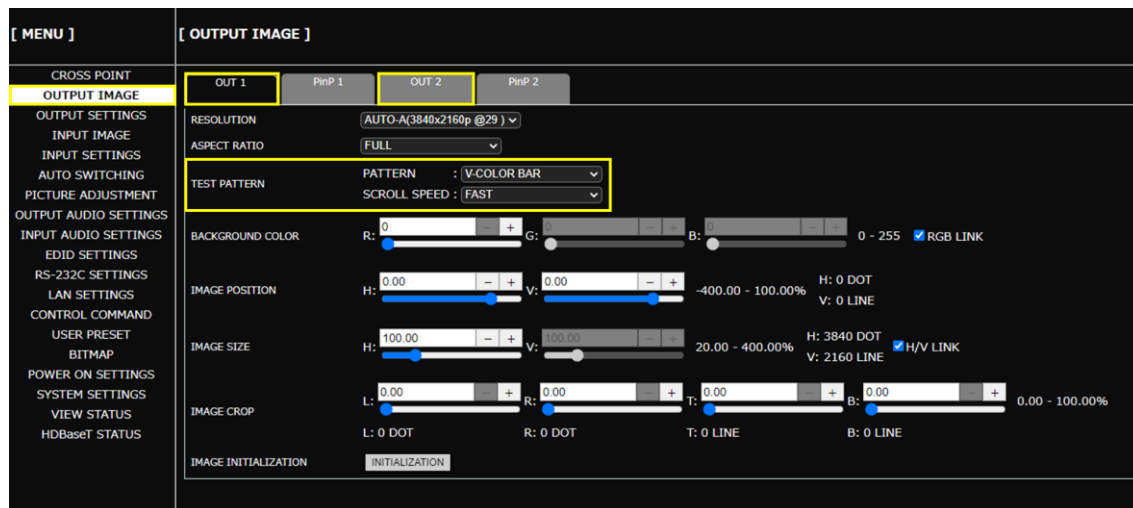 [ MENU ]
[ OUTPUT IMAGE ]
CROSS POINT
OUTPUT IMAGE
OUTPUT SETTINGS
INPUT IMAGE
INPUT SETTINGS
AUTO SWITCHING
PICTURE ADJUSTMENT
OUTPUT AUDIO SETTINGS
INPUT AUDIO SETTINGS
EDID SETTINGS
RS-232C SETTINGS
LAN SETTINGS
CONTROL COMMAND
USER PRESET
BITMAP
POWER ON SETTINGS
SYSTEM SETTINGS
VIEW STATUS
HDBaseT STATUS
OUT 1 PinP 1 OUT 2 PinP 2
RESOLUTION AUTO-A(3840x2160p @29 )
ASPECT RATIO FULL
TEST PATTERN
PATTERN : V-COLOR BAR
SCROLL SPEED : FAST
BACKGROUND COLOR R: 0 − + G: 0 − + B: 0 − + 0 - 255 RGB LINK
IMAGE POSITION H: 0.00 − + V: 0.00 − + -400.00 - 100.00%
H: 0 DOT
V: 0 LINE
IMAGE SIZE H: 100.00 − + V: 100.00 − + 20.00 - 400.00%
H: 3840 DOT
V: 2160 LINE
H/V LINK
IMAGE CROP L: 0.00 − + R: 0.00 − + T: 0.00 − + B: 0.00 − + 0.00 - 100.00%
L: 0 DOT R: 0 DOT T: 0 LINE B: 0 LINE
IMAGE INITIALIZATION INITIALIZATION